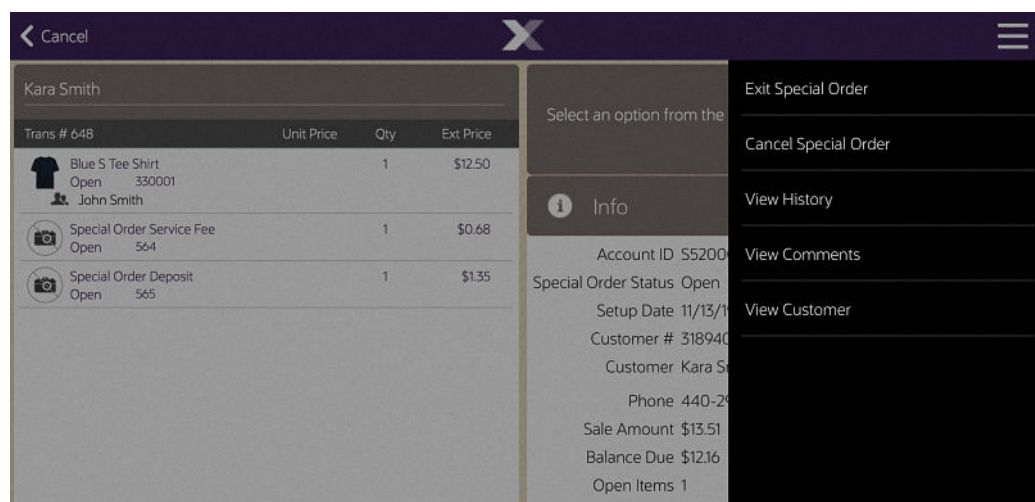 Cancel
Kara Smith
Trans # 648 Unit Price Qty Ext Price
Blue S Tee Shirt 1 $12.50
Open 330001
John Smith
Special Order Service Fee 1 $0.68
Open 564
Special Order Deposit 1 $1.35
Open 565
Select an option from the
Info
Account ID S5200
Special Order Status Open
Setup Date 11/13/1
Customer # 318940
Customer Kara S
Phone 440-2
Sale Amount $13.51
Balance Due $12.16
Open Items 1
Exit Special Order
Cancel Special Order
View History
View Comments
View Customer